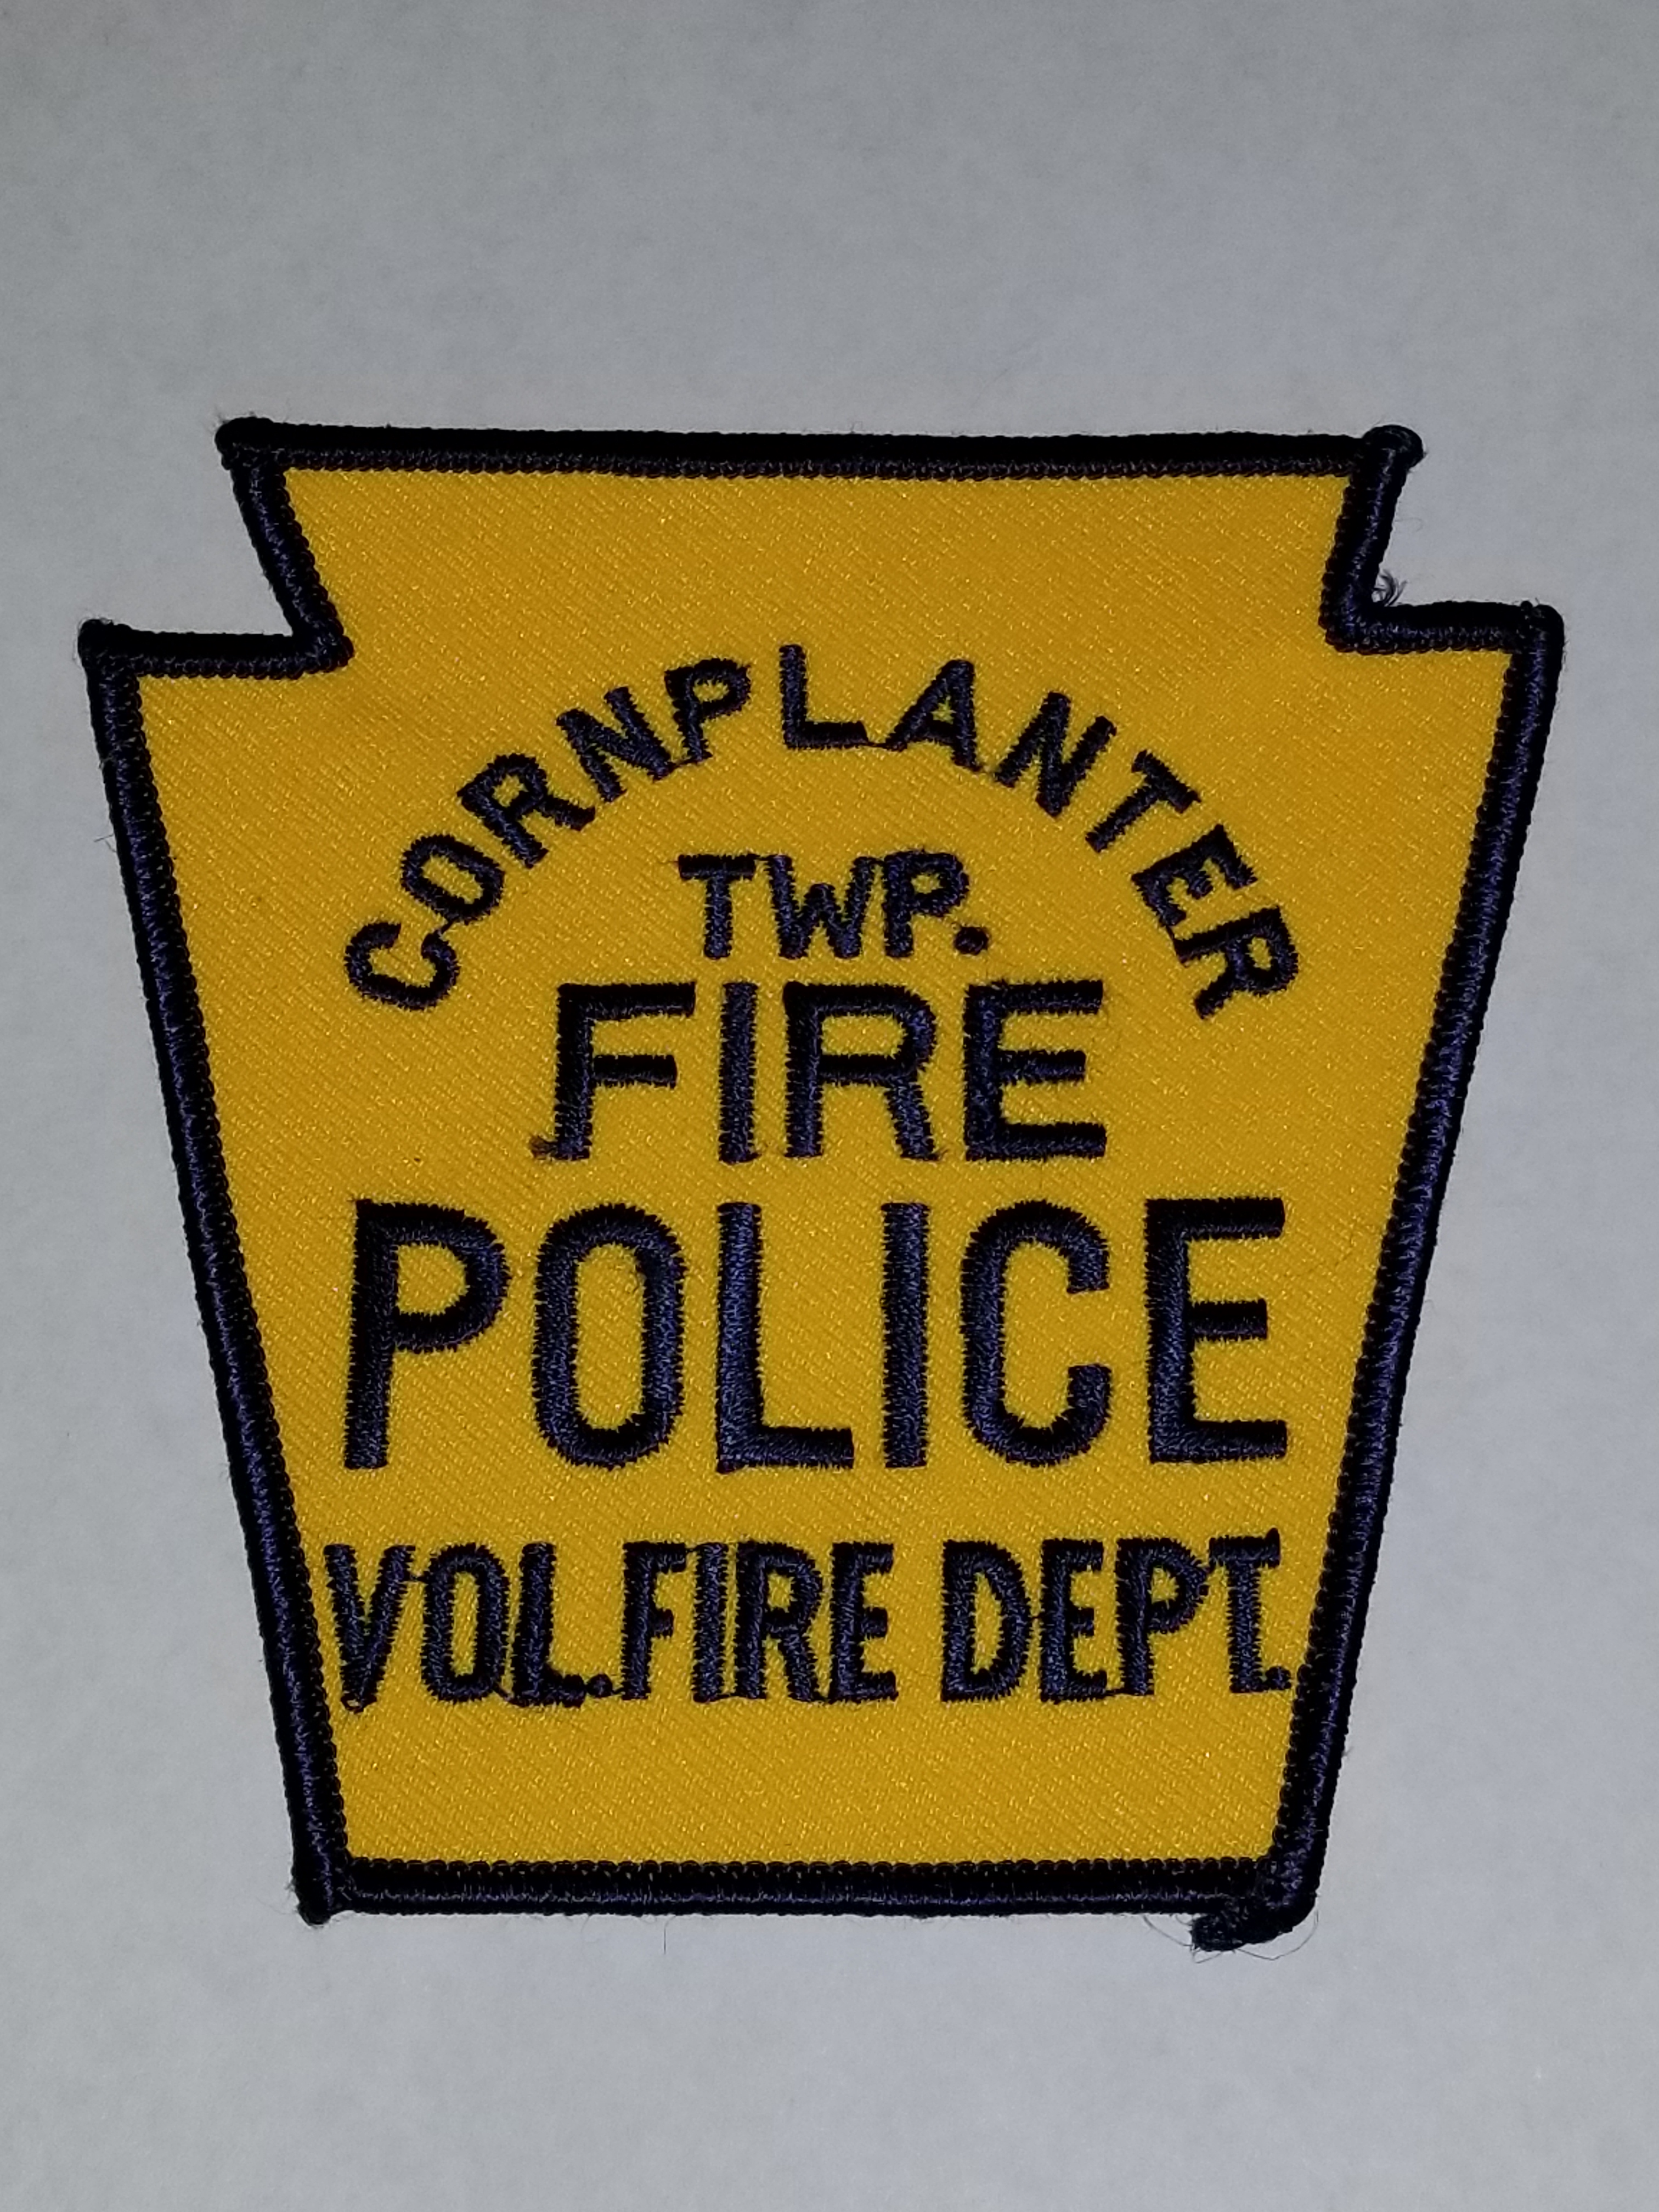 CORNPLANTER
TWP.
FIRE
POLICE
VOL.FIRE DEPT.